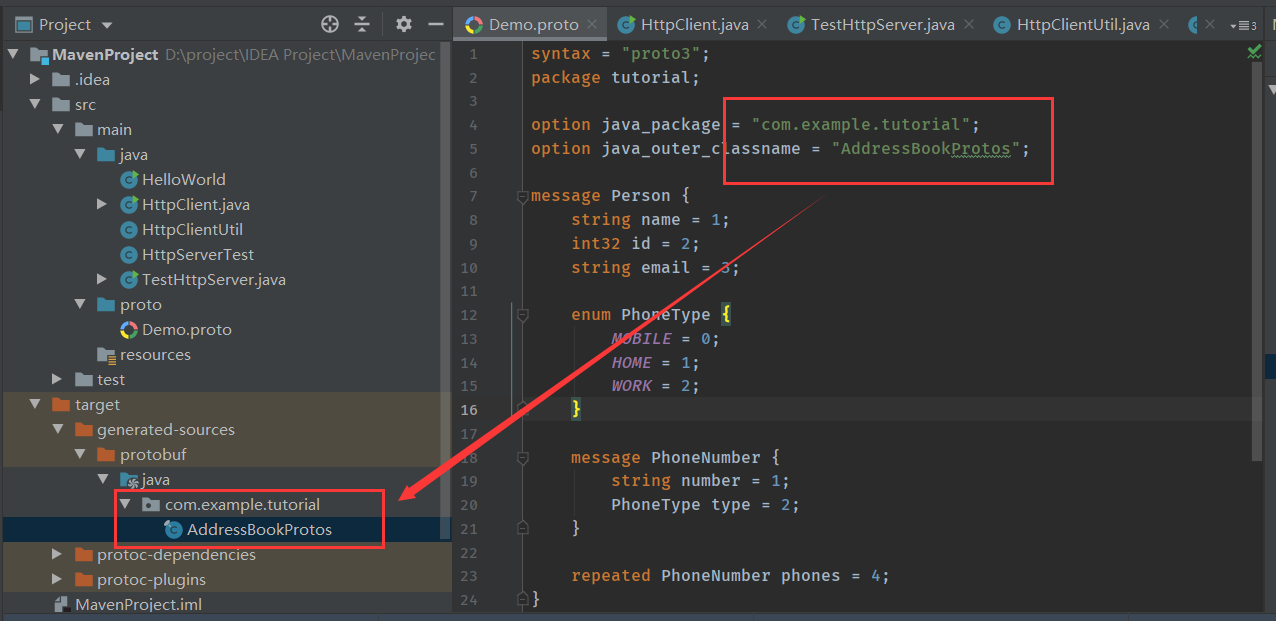 Project
MavenProject D:\project\IDEA Project\MavenProjec
.idea
src
main
java
HelloWorld
HttpClient.java
HttpClientUtil
HttpServerTest
TestHttpServer.java
proto
Demo.proto
resources
test
target
generated-sources
protobuf
java
com.example.tutorial
AddressBookProtos
protoc-dependencies
protoc-plugins
MavenProject.iml
Demo.proto HttpClient.java TestHttpServer.java HttpClientUtil.java 3
1 syntax = "proto3";
2 package tutorial;
3
4 option java_package = "com.example.tutorial";
5 option java_outer_classname = "AddressBookProtos";
6
7 message Person {
8 string name = 1;
9 int32 id = 2;
10 string email = 3;
11
12 enum PhoneType {
13 MOBILE = 0;
14 HOME = 1;
15 WORK = 2;
16 }
17
18 message PhoneNumber {
19 string number = 1;
20 PhoneType type = 2;
21 }
22
23 repeated PhoneNumber phones = 4;
24 }